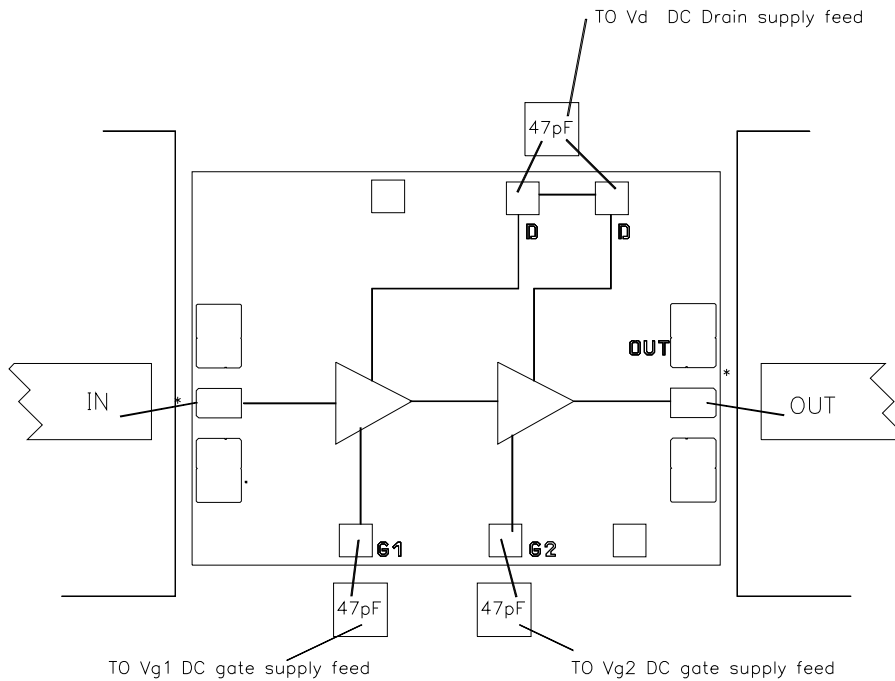 TO Vd DC Drain supply feed
47pF
D D
OUT
*
IN
*
OUT
G1
G2
47pF
47pF
TO Vg1 DC gate supply feed
TO Vg2 DC gate supply feed